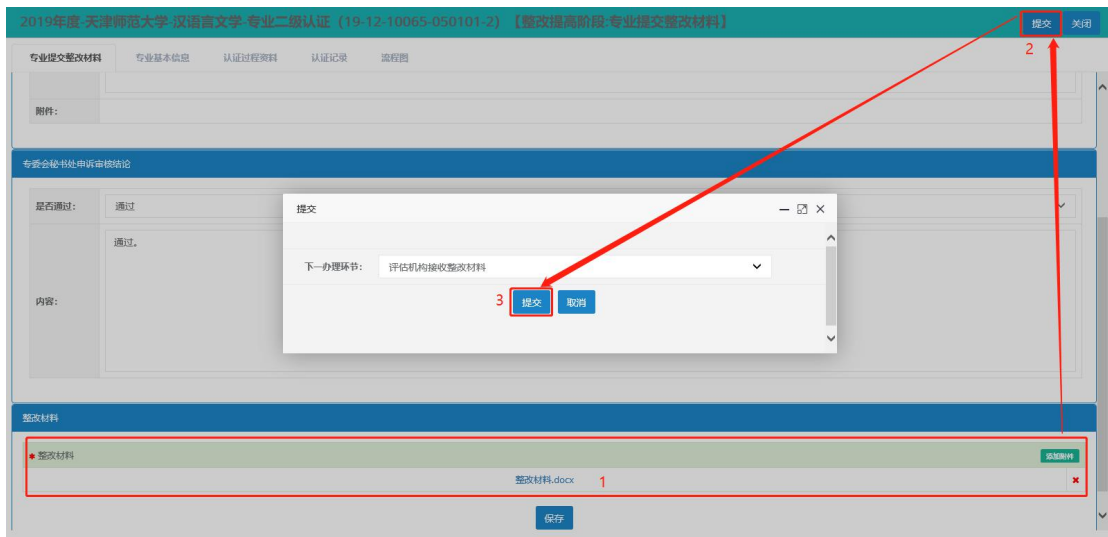 2019年度-天津师范大学-汉语言文学-专业二级认证（19-12-10065-050101-2）【整改提高阶段:专业提交整改材料】
提交 关闭
2
专业提交整改材料 专业基本信息 认证过程资料 认证记录 流程图
附件:
专委会秘书处申诉审核结论
是否通过: 通过
提交
通过。
下一办理环节: 评估机构接收整改材料
内容:
3 提交 取消
整改材料
* 整改材料 添加附件
整改材料.docx 1
保存